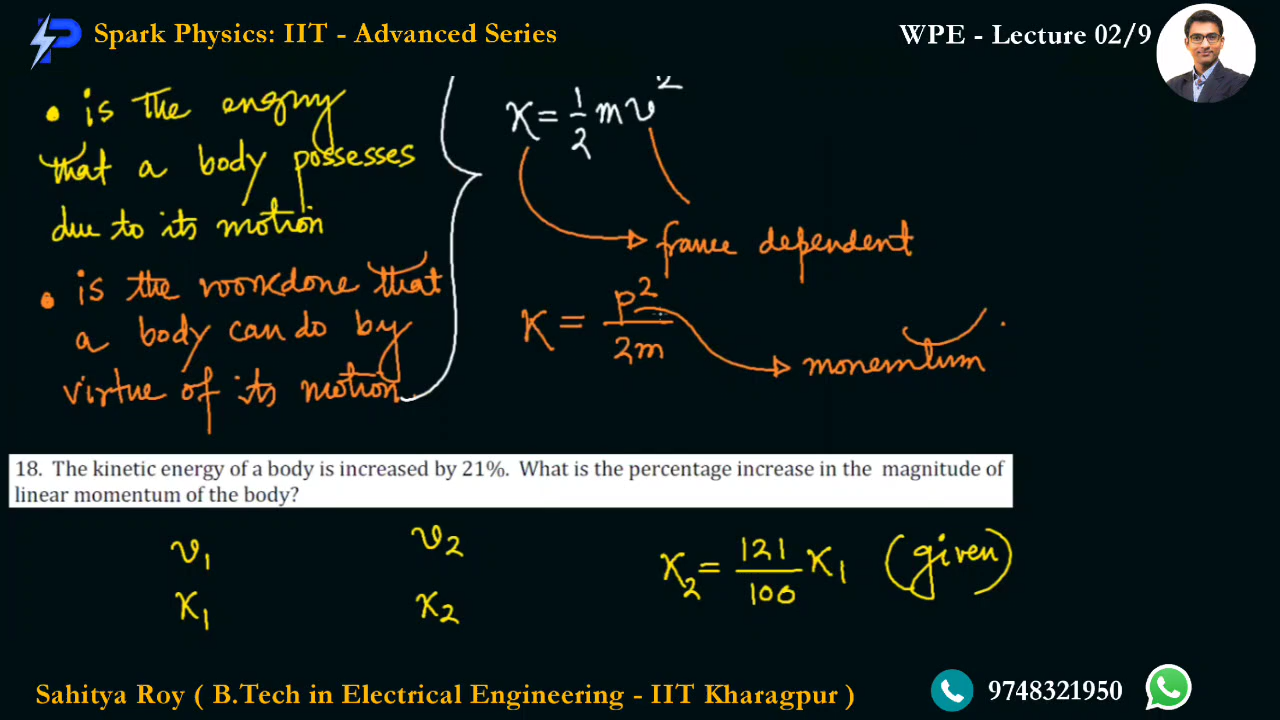 Spark Physics: IIT - Advanced Series
WPE - Lecture 02/9
• is the energy
that a body possesses
due to its motion
• is the workdone that
a body can do by
virtue of its motion.
K = 1/2 mv²
frame dependent
K = p²/2m
monemtum
18. The kinetic energy of a body is increased by 21%. What is the percentage increase in the magnitude of
linear momentum of the body?
v₁ v₂
K₁ K₂
K₂ = 121/100 K₁ (given)
Sahitya Roy ( B.Tech in Electrical Engineering - IIT Kharagpur )
9748321950